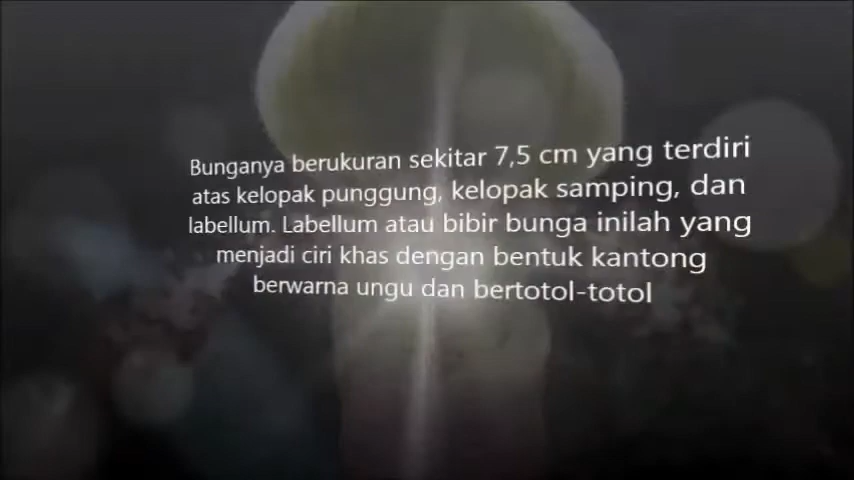 Bunganya berukuran sekitar 7,5 cm yang terdiri
atas kelopak punggung, kelopak samping, dan
labellum. Labellum atau bibir bunga inilah yang
menjadi ciri khas dengan bentuk kantong
berwarna ungu dan bertotol-totol